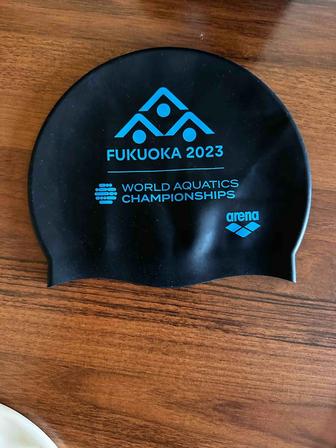 FUKUOKA 2023
WORLD AQUATICS
CHAMPIONSHIPS
arena